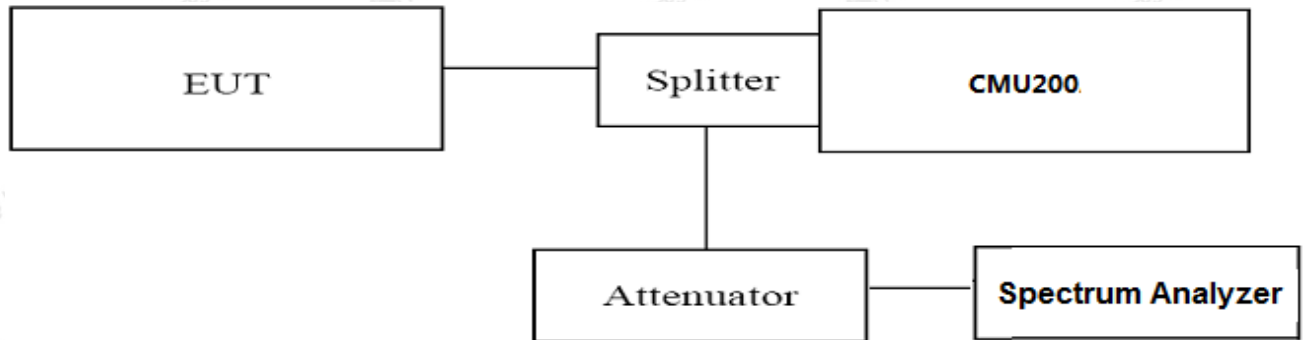 EUT
Splitter
CMU200
Attenuator
Spectrum Analyzer